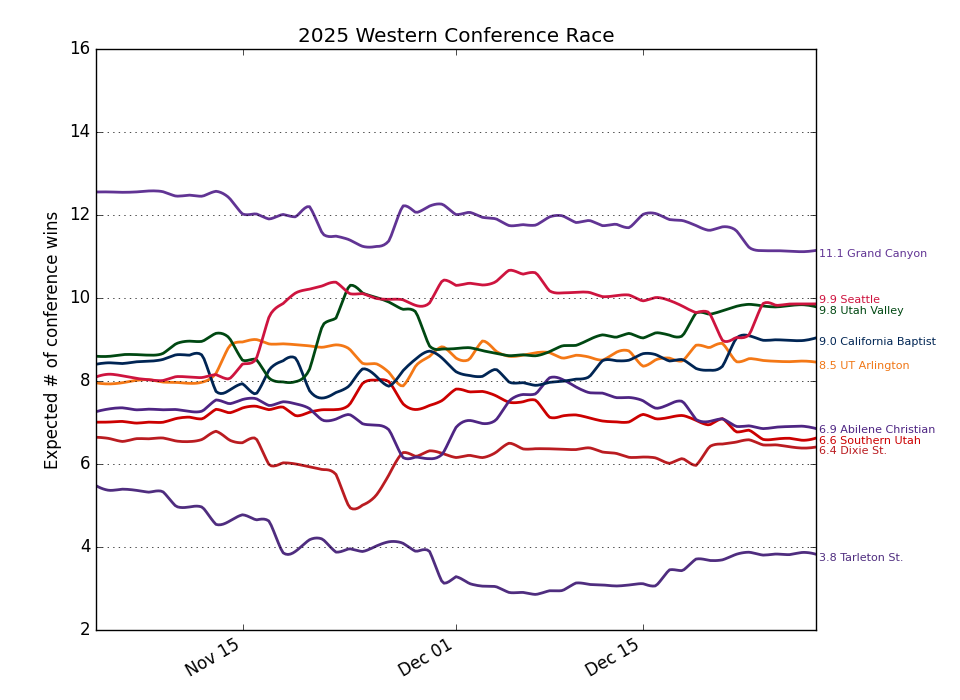 2025 Western Conference Race
Expected # of conference wins
16
14
12
10
8
6
4
2
Nov 15
Dec 01
Dec 15
11.1 Grand Canyon
9.9 Seattle
9.8 Utah Valley
9.0 California Baptist
8.5 UT Arlington
6.9 Abilene Christian
6.6 Southern Utah
6.4 Dixie St.
3.8 Tarleton St.